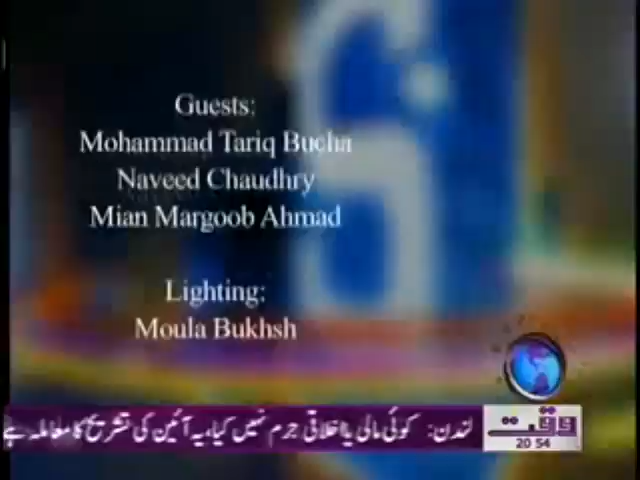 6
Guests:
Mohammad Tariq Bucha
Naveed Chaudhry
Mian Margoob Ahmad
Lighting:
Moula Bukhsh
لندن: کوئی مالی یا اخلاقی جرم نہیں کیا، یہ آئین کی تشریح کا معاملہ ہے
وقت
20 54